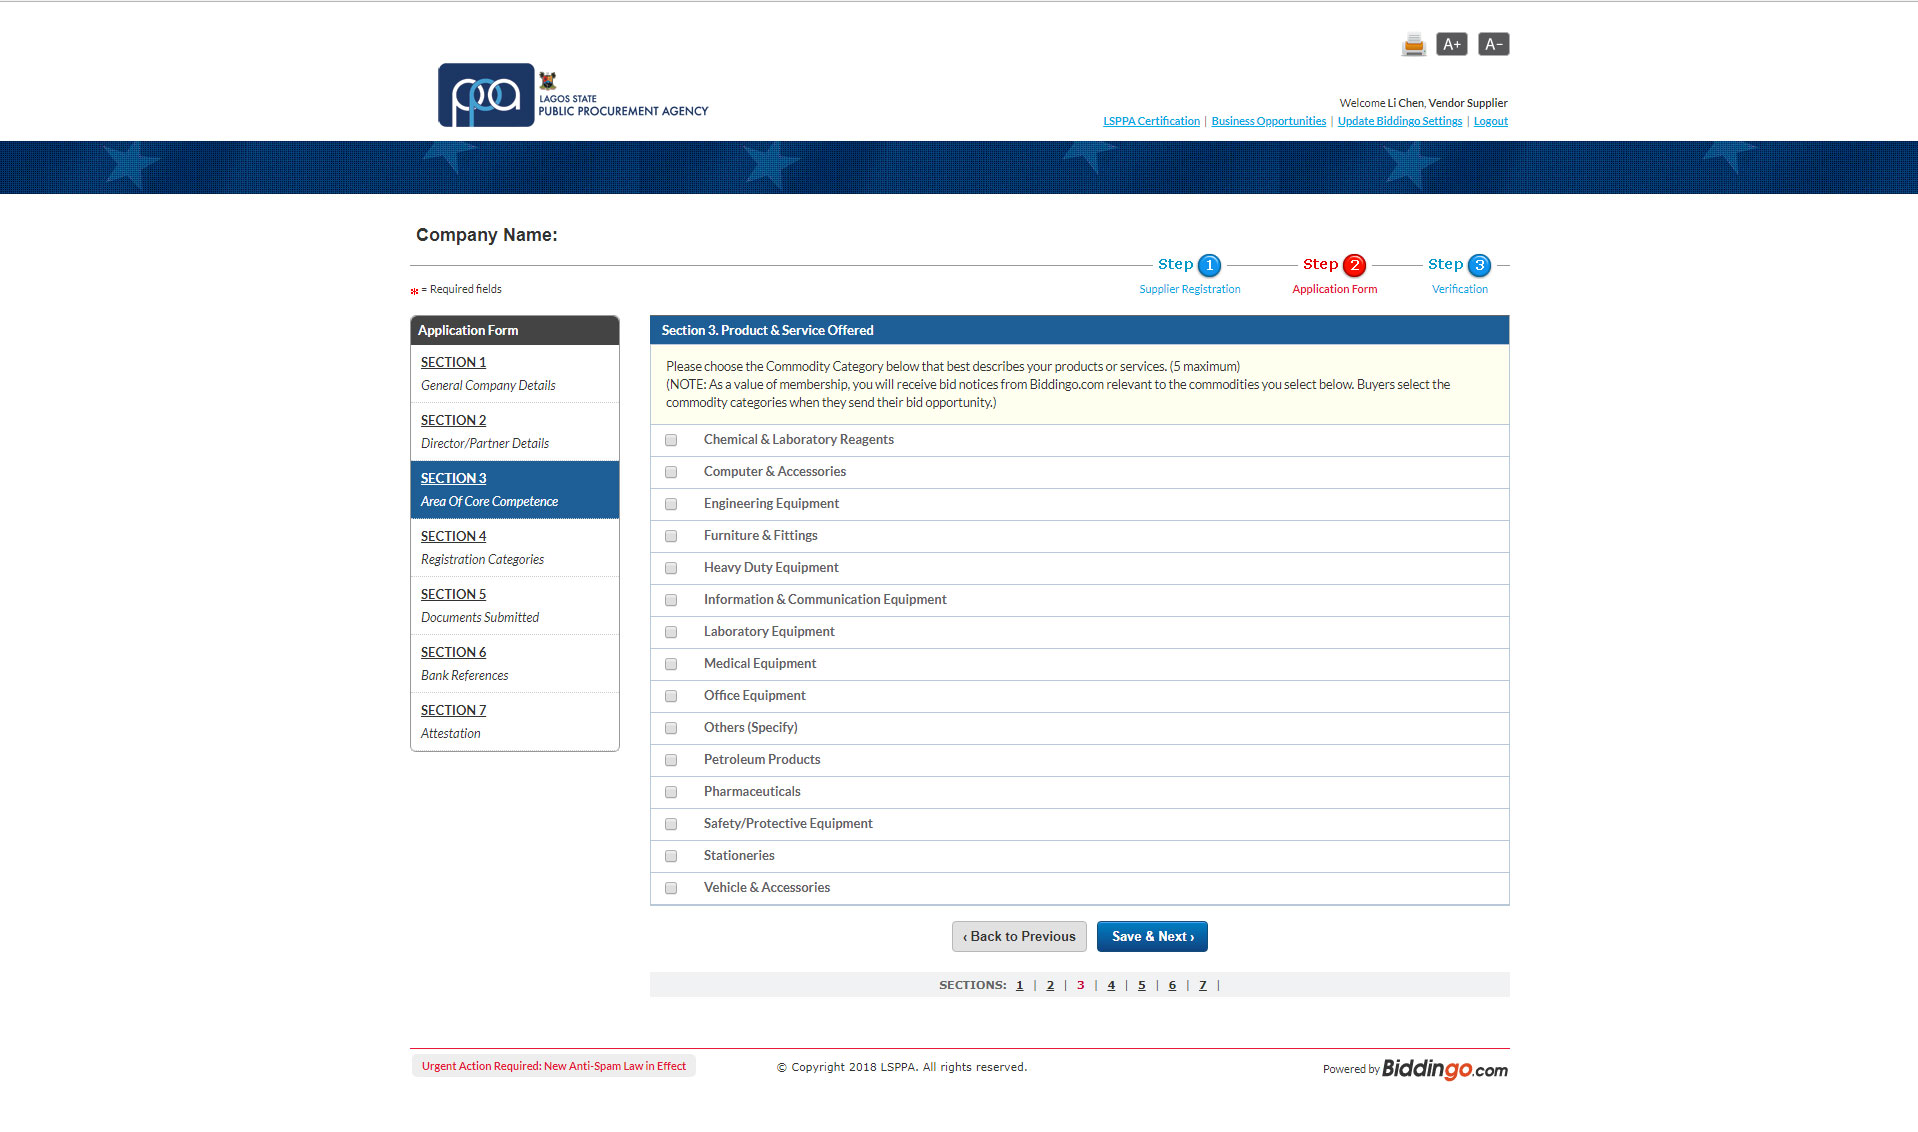 A+ A-
ppa
LAGOS STATE
PUBLIC PROCUREMENT AGENCY
Welcome Li Chen, Vendor Supplier
LSPPA Certification | Business Opportunities | Update Biddingo Settings | Logout
Company Name:
Step 1 Step 2 Step 3
* = Required fields
Supplier Registration Application Form Verification
Application Form
SECTION 1
General Company Details
SECTION 2
Director/Partner Details
SECTION 3
Area Of Core Competence
SECTION 4
Registration Categories
SECTION 5
Documents Submitted
SECTION 6
Bank References
SECTION 7
Attestation
Section 3. Product & Service Offered
Please choose the Commodity Category below that best describes your products or services. (5 maximum)
(NOTE: As a value of membership, you will receive bid notices from Biddingo.com relevant to the commodities you select below. Buyers select the
commodity categories when they send their bid opportunity.)
Chemical & Laboratory Reagents
Computer & Accessories
Engineering Equipment
Furniture & Fittings
Heavy Duty Equipment
Information & Communication Equipment
Laboratory Equipment
Medical Equipment
Office Equipment
Others (Specify)
Petroleum Products
Pharmaceuticals
Safety/Protective Equipment
Stationeries
Vehicle & Accessories
‹ Back to Previous Save & Next ›
SECTIONS: 1 | 2 | 3 | 4 | 5 | 6 | 7 |
Urgent Action Required: New Anti-Spam Law in Effect
© Copyright 2018 LSPPA. All rights reserved.
Powered by Biddingo.com